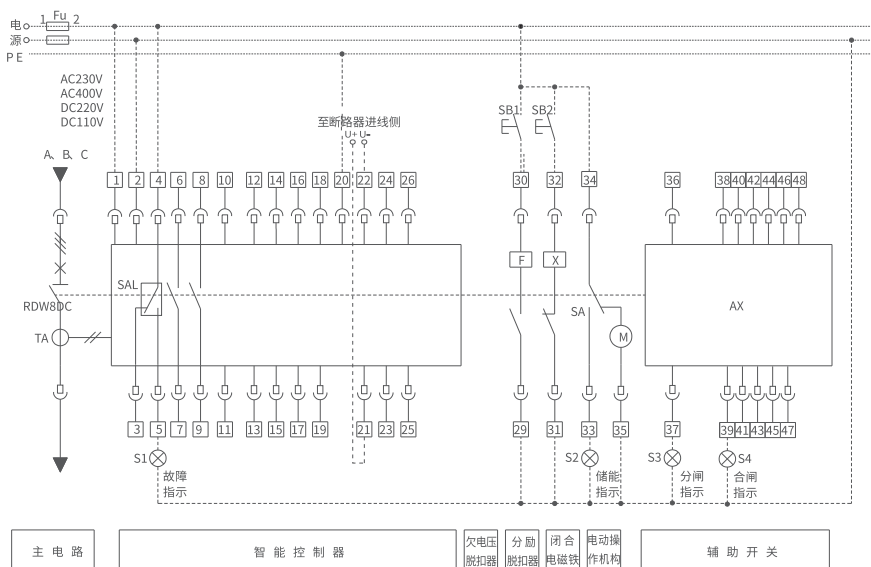 1 Fu 2
电
源
PE
AC230V
AC400V
DC220V
DC110V
至断路器进线侧
U+ U-
SB1 SB2
A、B、C
1 2 4 6 8 10 12 14 16 18 20 22 24 26 30 32 34 36 38 40 42 44 46 48
F X
SAL
RDW8DC
SA
AX
TA
M
3 5 7 9 11 13 15 17 19 21 23 25 29 31 33 35 37 39 41 43 45 47
S1
故障
指示
S2
储能
指示
S3
分闸
指示
S4
合闸
指示
主电路
智能控制器
欠电压
脱扣器
分励
脱扣器
闭合
电磁铁
电动操
作机构
辅助开关